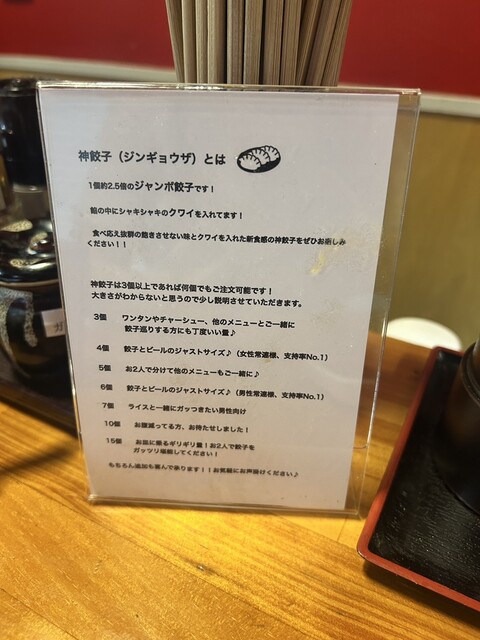 神餃子（ジンギョウザ）とは
1個約2.5倍のジャンボ餃子です！
餡の中にシャキシャキのクワイを入れてます！
食べ応え抜群の飽きさせない味とクワイを入れた新食感の神餃子をぜひお楽しみ
ください！！
神餃子は3個以上であれば何個でもご注文可能です！
大きさがわからないと思うので少し説明させていただきます。
3個 ワンタンやチャーシュー、他のメニューとご一緒に
餃子巡りする方にも丁度いい量♪
4個 餃子とビールのジャストサイズ♪（女性常連様、支持率No.1）
5個 お2人で分けて他のメニューもご一緒に♪
6個 餃子とビールのジャストサイズ♪（男性常連様、支持率No.1）
7個 ライスと一緒にガッつきたい男性向け
10個 お腹減ってる方、お待たせしました！
15個 お皿に乗るギリギリ量！お2人で餃子を
ガッツリ堪能してください！
もちろん追加も喜んで承ります！！お気軽にお声掛けください♪